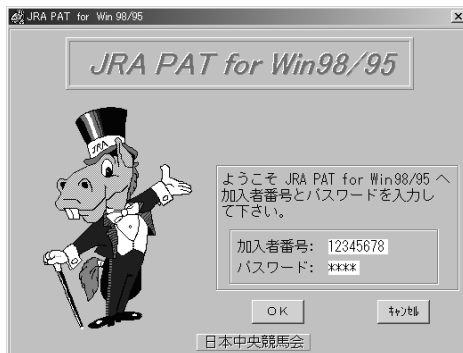 JRA PAT for Win 98/95
JRA PAT for Win98/95
JRA
ようこそ JRA PAT for Win98/95 へ
加入者番号とパスワードを入力し
て下さい。
加入者番号: 12345678
パスワード: ****
OK
ｷｬﾝｾﾙ
日本中央競馬会